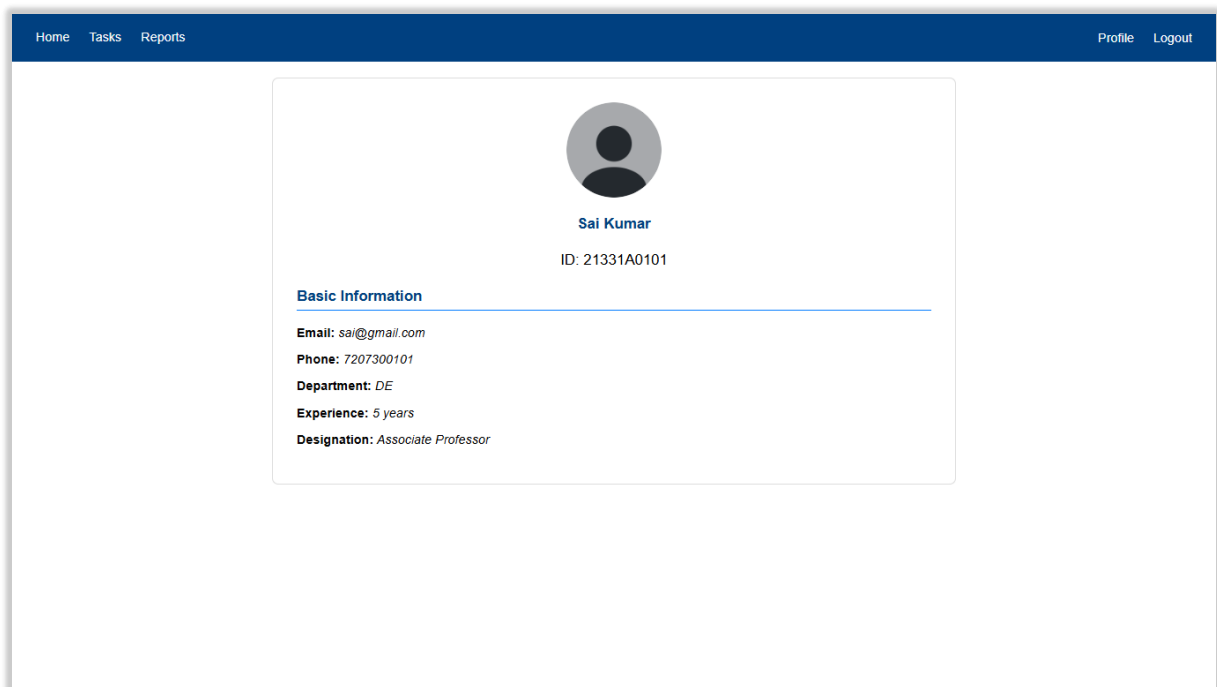 Home Tasks Reports Profile Logout
Sai Kumar
ID: 21331A0101
Basic Information
Email: sai@gmail.com
Phone: 7207300101
Department: DE
Experience: 5 years
Designation: Associate Professor